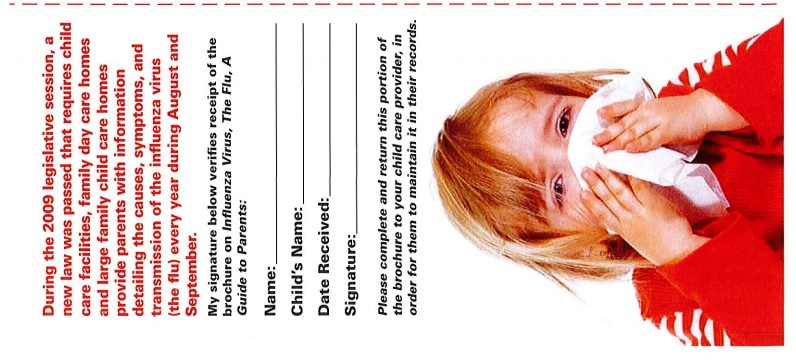 During the 2009 legislative session, a
new law was passed that requires child
care facilities, family day care homes
and large family child care homes
provide parents with information
detailing the causes, symptoms, and
transmission of the influenza virus
(the flu) every year during August and
September.
My signature below verifies receipt of the
brochure on Influenza Virus, The Flu, A
Guide to Parents:
Name:
Child's Name:
Date Received:
Signature:
Please complete and return this portion of
the brochure to your child care provider, in
order for them to maintain it in their records.